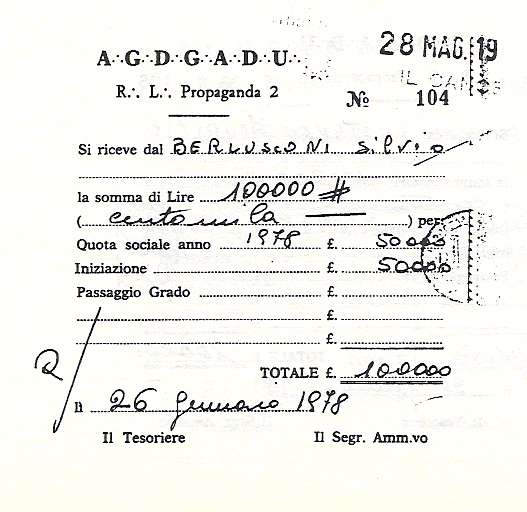 A∴G∴D∴G∴A∴D∴U∴
28 MAG. 19
R∴ L∴ Propaganda 2
IL
Nº 104
Si riceve dal BERLUSCONI Silvio
la somma di Lire 100000 #
( centomila ) per:
Quota sociale anno 1978 £. 50000
Iniziazione £. 50000
Passaggio Grado £.
£.
£.
TOTALE £. 100000
lì 26 Gennaio 1978
Il Tesoriere Il Segr. Amm.vo